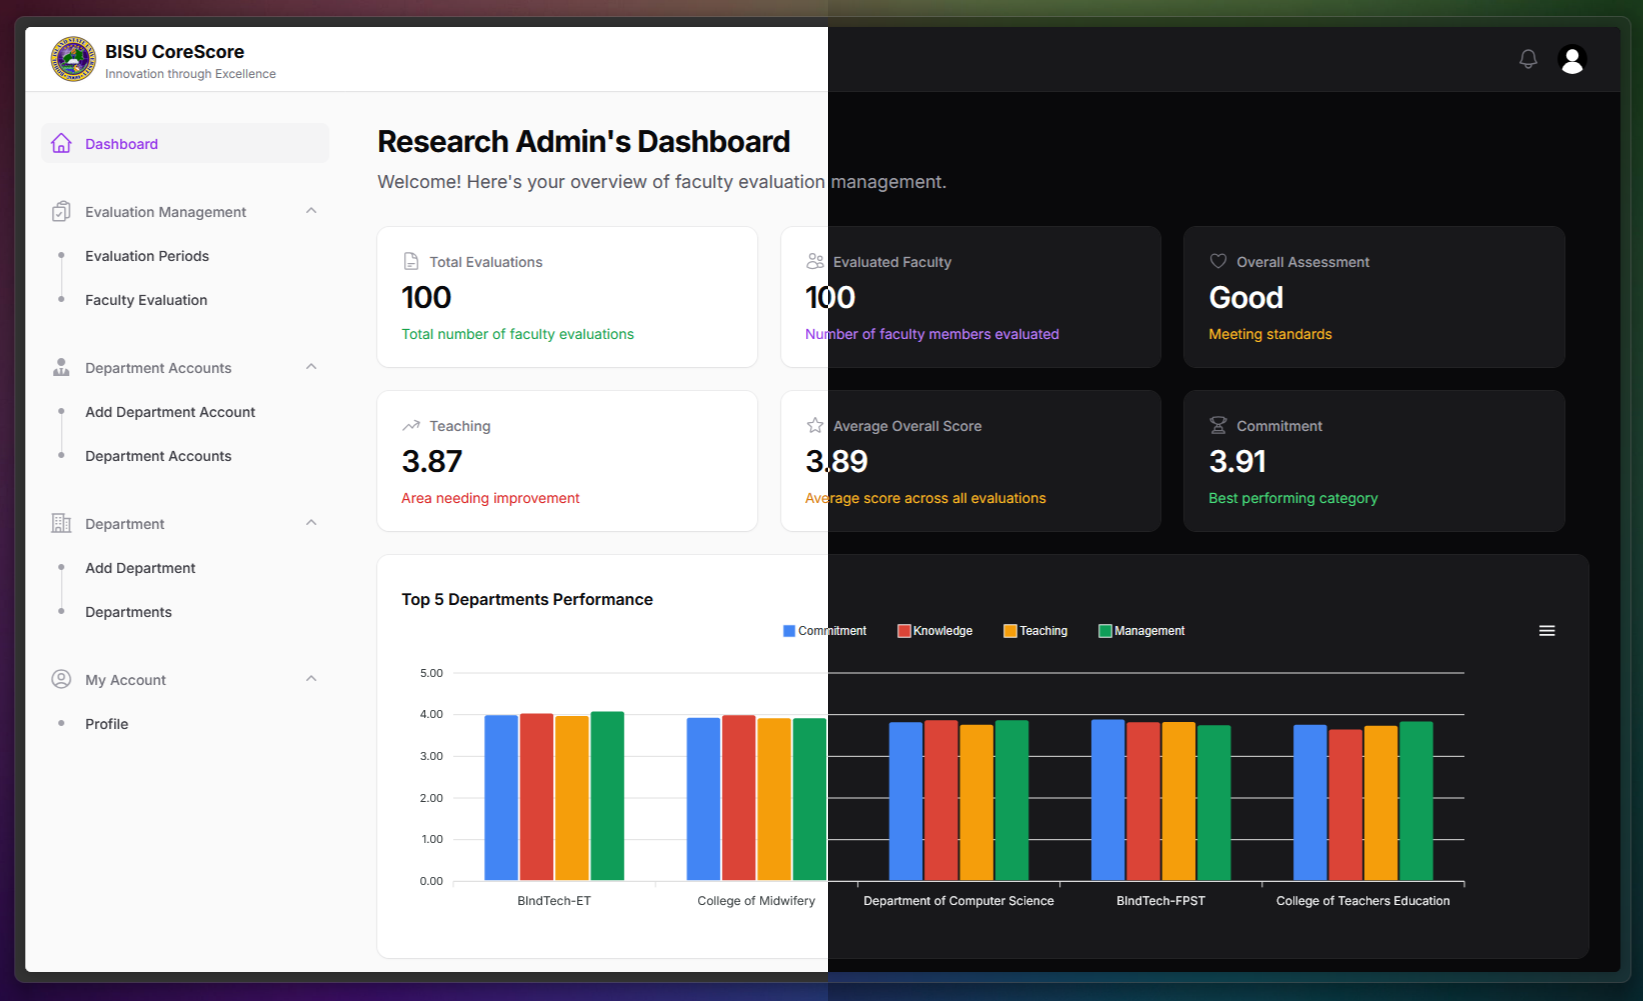 BISU CoreScore
Innovation through Excellence
Dashboard
Evaluation Management
Evaluation Periods
Faculty Evaluation
Department Accounts
Add Department Account
Department Accounts
Department
Add Department
Departments
My Account
Profile
Research Admin's Dashboard
Welcome! Here's your overview of faculty evaluation management.
Total Evaluations
100
Total number of faculty evaluations
Evaluated Faculty
100
Number of faculty members evaluated
Overall Assessment
Good
Meeting standards
Teaching
3.87
Area needing improvement
Average Overall Score
3.89
Average score across all evaluations
Commitment
3.91
Best performing category
Top 5 Departments Performance
Commitment Knowledge Teaching Management
5.00
4.00
3.00
2.00
1.00
0.00
BIndTech-ET College of Midwifery Department of Computer Science BIndTech-FPST College of Teachers Education